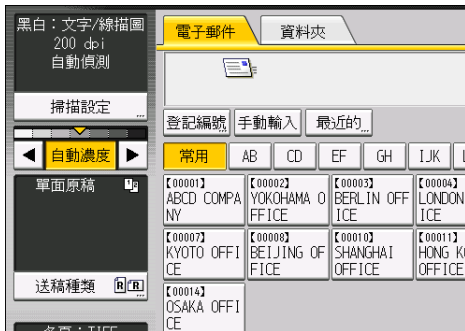 黑白：文字/線描圖
200 dpi
自動偵測
掃描設定
自動濃度
單面原稿
送稿種類
電子郵件
資料夾
登記編號
手動輸入
最近的
常用
AB
CD
EF
GH
IJK
[00001]
ABCD COMPA
NY
[00002]
YOKOHAMA O
FFICE
[00003]
BERLIN OFF
ICE
[00004]
LONDON
ICE
[00007]
KYOTO OFFI
CE
[00008]
BEIJING OF
FICE
[00010]
SHANGHAI
OFFICE
[00011]
HONG K
OFFICE
[00014]
OSAKA OFFI
CE